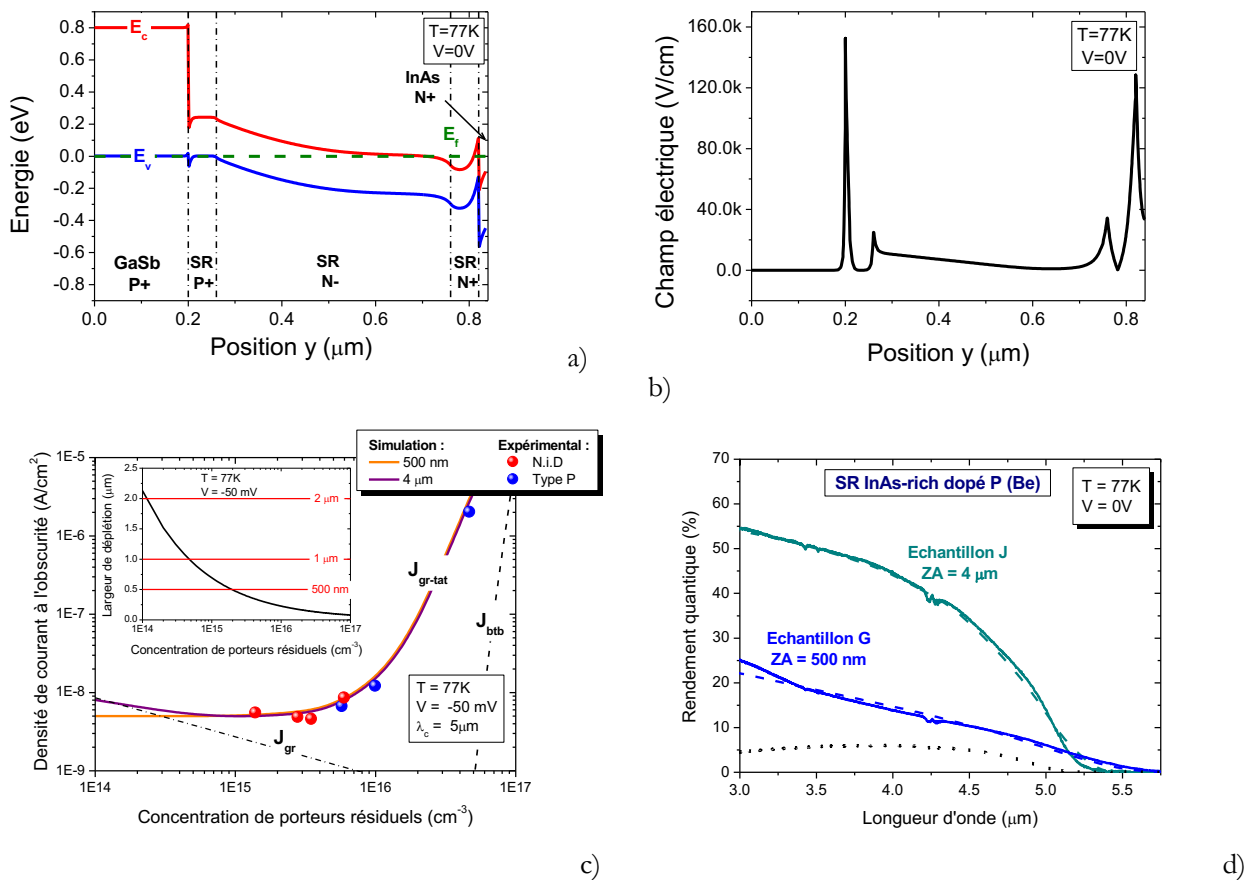 T=77K
V=0V
InAs
N+
E_c
E_f
E_v
0.8
0.6
0.4
0.2
0.0
-0.2
-0.4
-0.6
-0.8
Energie (eV)
GaSb
P+
SR
P+
SR
N-
SR
N+
0.0 0.2 0.4 0.6 0.8
Position y (μm)
a)
T=77K
V=0V
160.0k
120.0k
80.0k
40.0k
0.0
Champ électrique (V/cm)
0.0 0.2 0.4 0.6 0.8
Position y (μm)
b)
Simulation :
500 nm
4 μm
Expérimental :
N.i.D
Type P
1E-5
1E-6
1E-7
1E-8
1E-9
Densité de courant à l'obscurité (A/cm²)
T = 77K
V = -50 mV
2 μm
1 μm
500 nm
2.5
2.0
1.5
1.0
0.5
0.0
Largeur de déplétion (μm)
1E14 1E15 1E16 1E17
Concentration de porteurs résiduels (cm⁻³)
J_gr-tat
J_btb
J_gr
T = 77K
V = -50 mV
λ_c = 5μm
1E14 1E15 1E16 1E17
Concentration de porteurs résiduels (cm⁻³)
c)
SR InAs-rich dopé P (Be)
T = 77K
V = 0V
Echantillon J
ZA = 4 μm
Echantillon G
ZA = 500 nm
70
60
50
40
30
20
10
0
Rendement quantique (%)
3.0 3.5 4.0 4.5 5.0 5.5
Longueur d'onde (μm)
d)